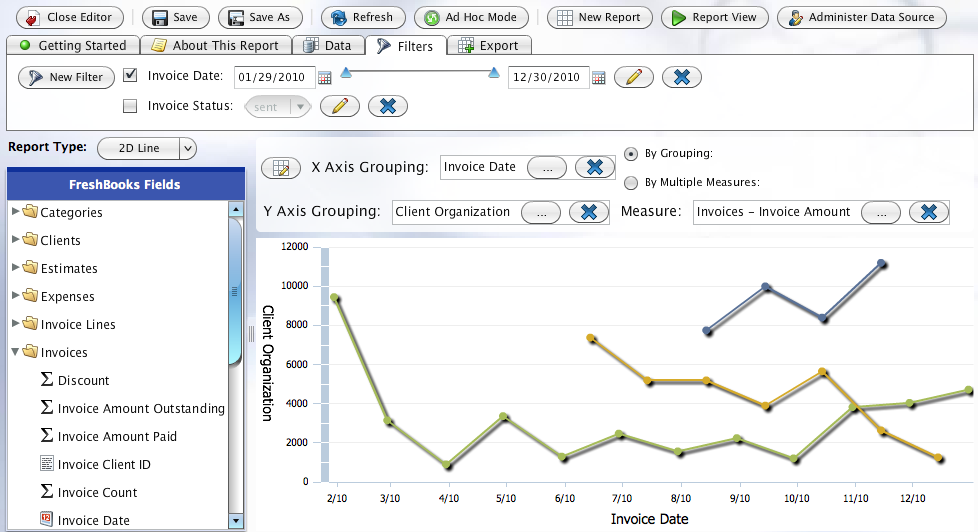 Close Editor Save Save As Refresh Ad Hoc Mode New Report Report View Administer Data Source
Getting Started About This Report Data Filters Export
New Filter Invoice Date: 01/29/2010 12/30/2010
Invoice Status: sent
Report Type: 2D Line
FreshBooks Fields
Categories
Clients
Estimates
Expenses
Invoice Lines
Invoices
Σ Discount
Σ Invoice Amount Outstanding
Σ Invoice Amount Paid
Invoice Client ID
Σ Invoice Count
12 Invoice Date
X Axis Grouping: Invoice Date ...
By Grouping:
By Multiple Measures:
Y Axis Grouping: Client Organization ... Measure: Invoices - Invoice Amount ...
12000
10000
8000
6000
4000
2000
0
Client Organization
2/10 3/10 4/10 5/10 6/10 7/10 8/10 9/10 10/10 11/10 12/10
Invoice Date